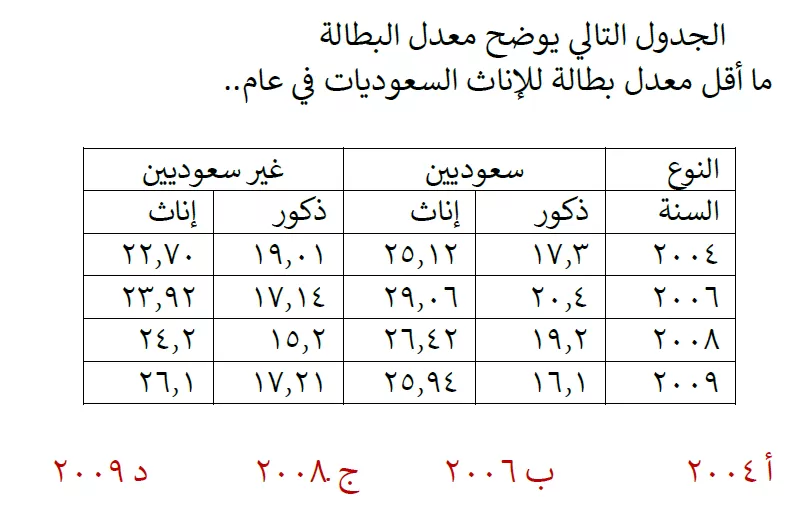 الجدول التالي يوضح معدل البطالة
ما أقل معدل بطالة للإناث السعوديات في عام..
النوع سعوديين غير سعوديين
السنة ذكور إناث ذكور إناث
٢٠٠٤ ١٧,٣ ٢٥,١٢ ١٩,٠١ ٢٢,٧٠
٢٠٠٦ ٢٠,٤ ٢٩,٠٦ ١٧,١٤ ٢٣,٩٢
٢٠٠٨ ١٩,٢ ٢٦,٤٢ ١٥,٢ ٢٤,٢
٢٠٠٩ ١٦,١ ٢٥,٩٤ ١٧,٢١ ٢٦,١
أ ٢٠٠٤ ب ٢٠٠٦ ج ٢٠٠٨ د ٢٠٠٩